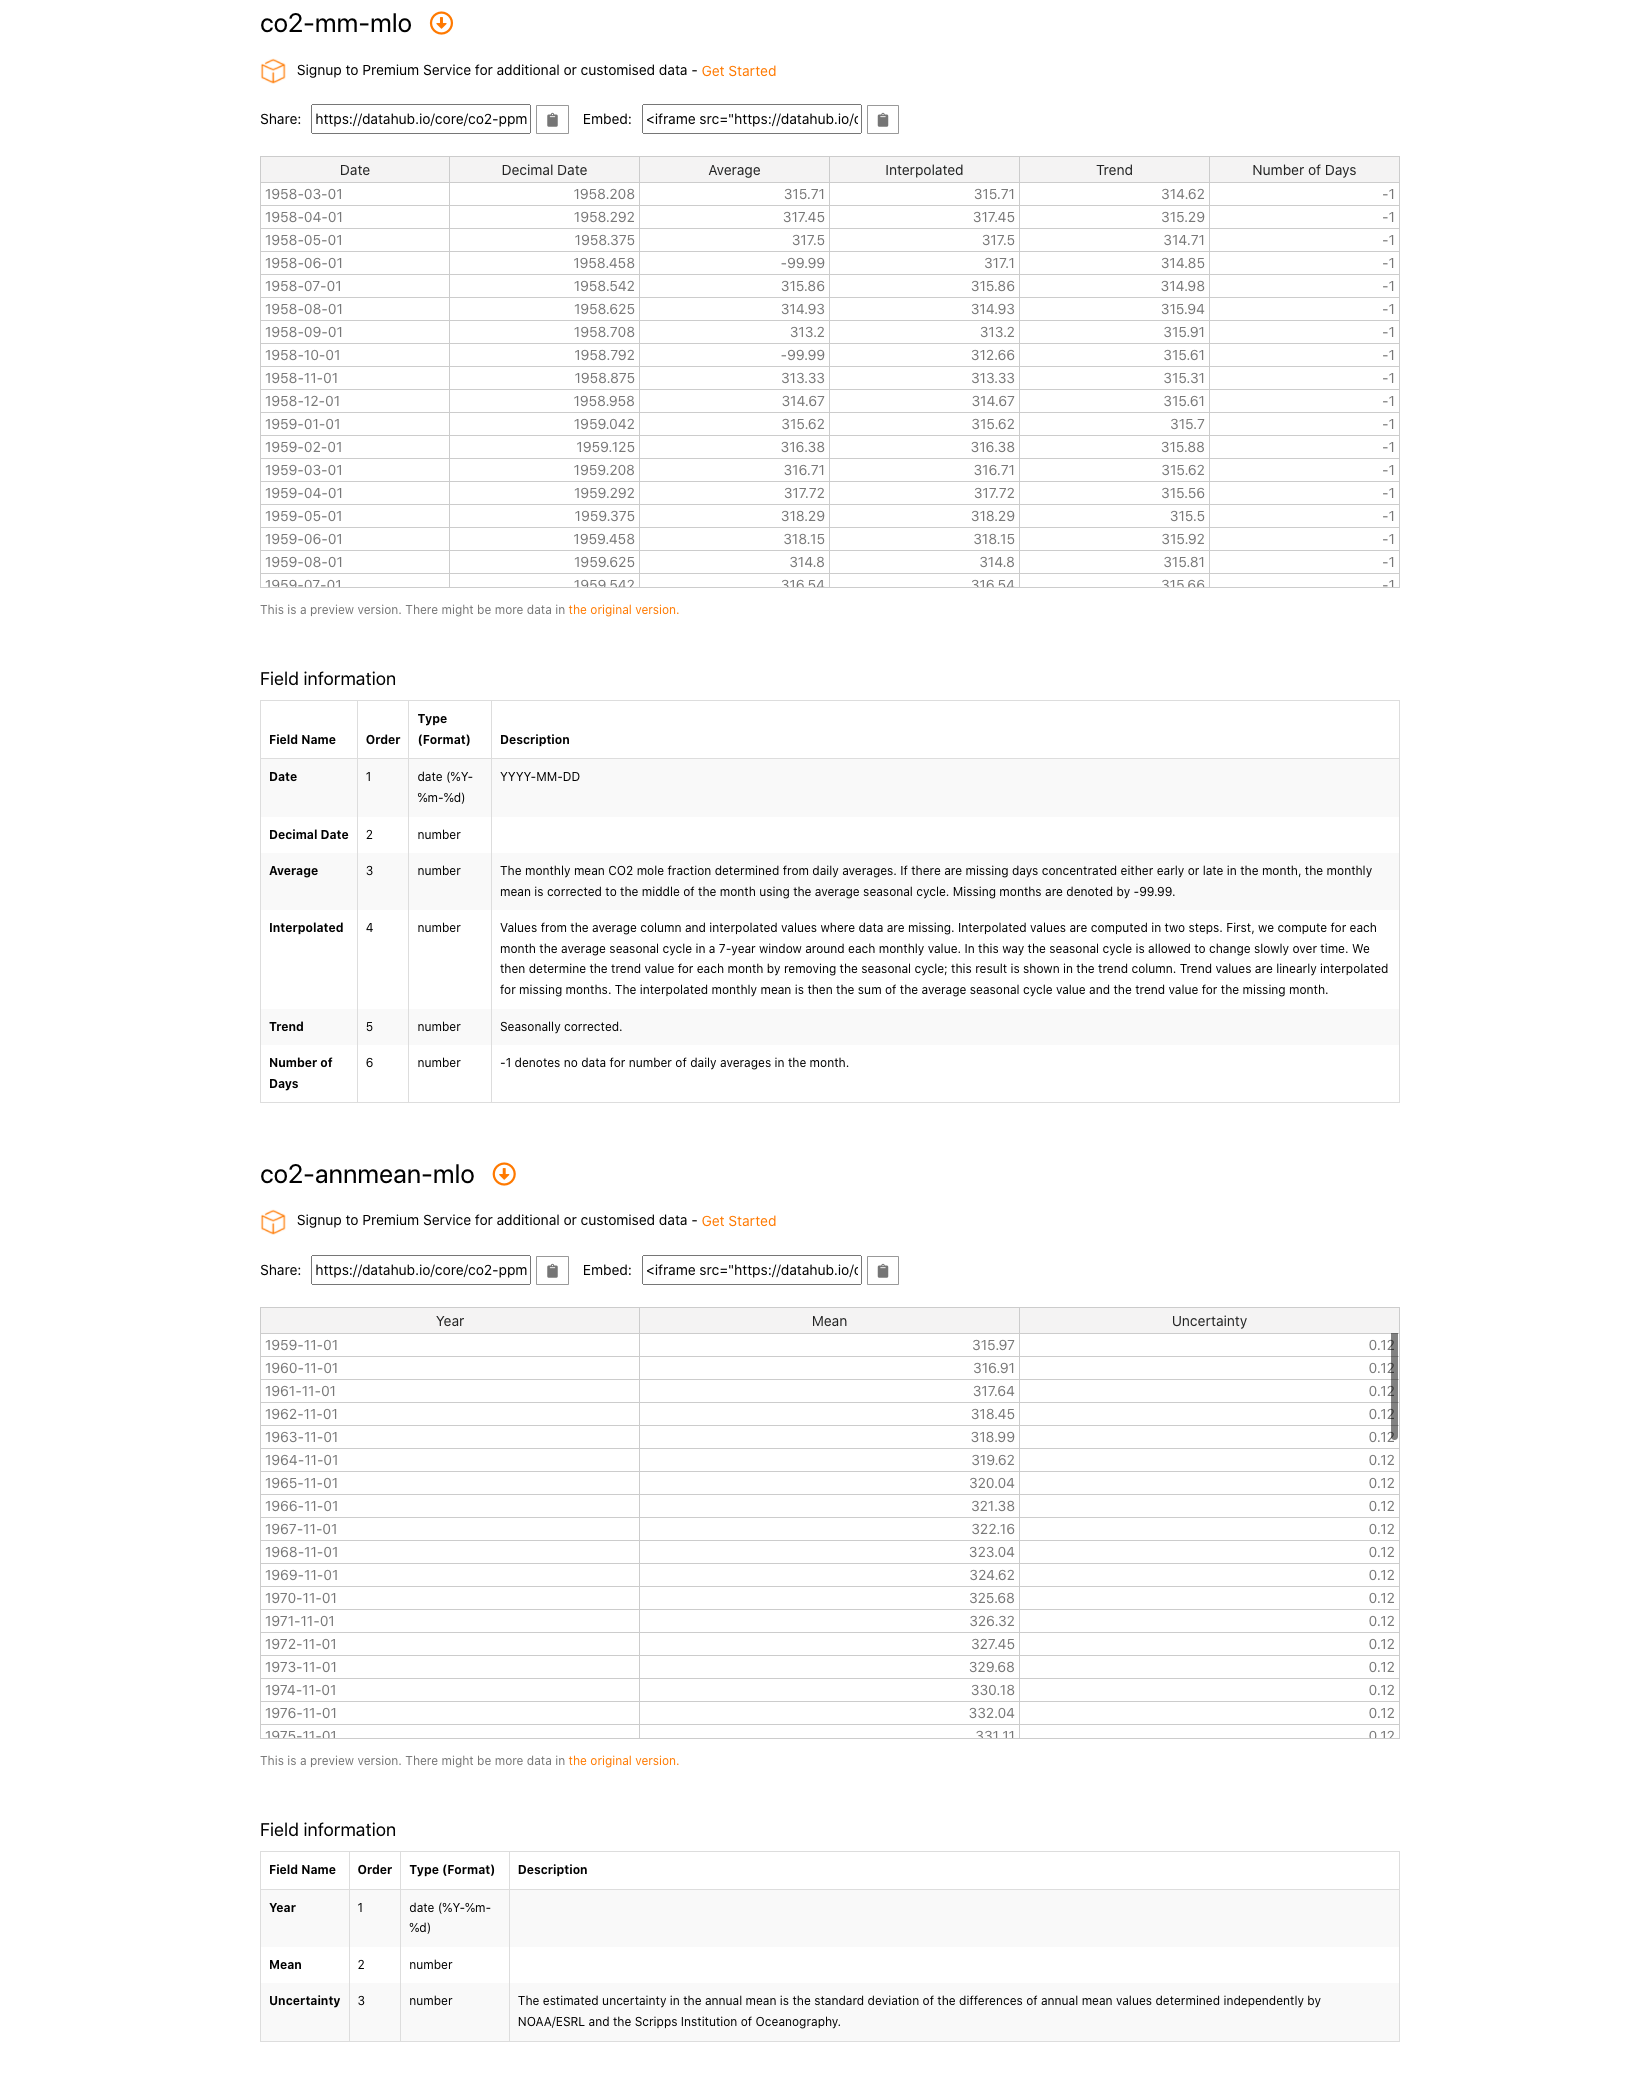 co2-mm-mlo
Signup to Premium Service for additional or customised data - Get Started
Share: https://datahub.io/core/co2-ppm Embed: <iframe src="https://datahub.io/c
Date Decimal Date Average Interpolated Trend Number of Days
1958-03-01 1958.208 315.71 315.71 314.62 -1
1958-04-01 1958.292 317.45 317.45 315.29 -1
1958-05-01 1958.375 317.5 317.5 314.71 -1
1958-06-01 1958.458 -99.99 317.1 314.85 -1
1958-07-01 1958.542 315.86 315.86 314.98 -1
1958-08-01 1958.625 314.93 314.93 315.94 -1
1958-09-01 1958.708 313.2 313.2 315.91 -1
1958-10-01 1958.792 -99.99 312.66 315.61 -1
1958-11-01 1958.875 313.33 313.33 315.31 -1
1958-12-01 1958.958 314.67 314.67 315.61 -1
1959-01-01 1959.042 315.62 315.62 315.7 -1
1959-02-01 1959.125 316.38 316.38 315.88 -1
1959-03-01 1959.208 316.71 316.71 315.62 -1
1959-04-01 1959.292 317.72 317.72 315.56 -1
1959-05-01 1959.375 318.29 318.29 315.5 -1
1959-06-01 1959.458 318.15 318.15 315.92 -1
1959-08-01 1959.625 314.8 314.8 315.81 -1
1959-07-01 1959.542 316.54 316.54 315.66 -1
This is a preview version. There might be more data in the original version.
Field information
Field Name Order Type (Format) Description
Date 1 date (%Y- YYYY-MM-DD
%m-%d)
Decimal Date 2 number
Average 3 number The monthly mean CO2 mole fraction determined from daily averages. If there are missing days concentrated either early or late in the month, the monthly
mean is corrected to the middle of the month using the average seasonal cycle. Missing months are denoted by -99.99.
Interpolated 4 number Values from the average column and interpolated values where data are missing. Interpolated values are computed in two steps. First, we compute for each
month the average seasonal cycle in a 7-year window around each monthly value. In this way the seasonal cycle is allowed to change slowly over time. We
then determine the trend value for each month by removing the seasonal cycle; this result is shown in the trend column. Trend values are linearly interpolated
for missing months. The interpolated monthly mean is then the sum of the average seasonal cycle value and the trend value for the missing month.
Trend 5 number Seasonally corrected.
Number of 6 number -1 denotes no data for number of daily averages in the month.
Days
co2-annmean-mlo
Signup to Premium Service for additional or customised data - Get Started
Share: https://datahub.io/core/co2-ppm Embed: <iframe src="https://datahub.io/c
Year Mean Uncertainty
1959-11-01 315.97 0.12
1960-11-01 316.91 0.12
1961-11-01 317.64 0.12
1962-11-01 318.45 0.12
1963-11-01 318.99 0.12
1964-11-01 319.62 0.12
1965-11-01 320.04 0.12
1966-11-01 321.38 0.12
1967-11-01 322.16 0.12
1968-11-01 323.04 0.12
1969-11-01 324.62 0.12
1970-11-01 325.68 0.12
1971-11-01 326.32 0.12
1972-11-01 327.45 0.12
1973-11-01 329.68 0.12
1974-11-01 330.18 0.12
1976-11-01 332.04 0.12
1975-11-01 331.11 0.12
This is a preview version. There might be more data in the original version.
Field information
Field Name Order Type (Format) Description
Year 1 date (%Y-%m-
%d)
Mean 2 number
Uncertainty 3 number The estimated uncertainty in the annual mean is the standard deviation of the differences of annual mean values determined independently by
NOAA/ESRL and the Scripps Institution of Oceanography.